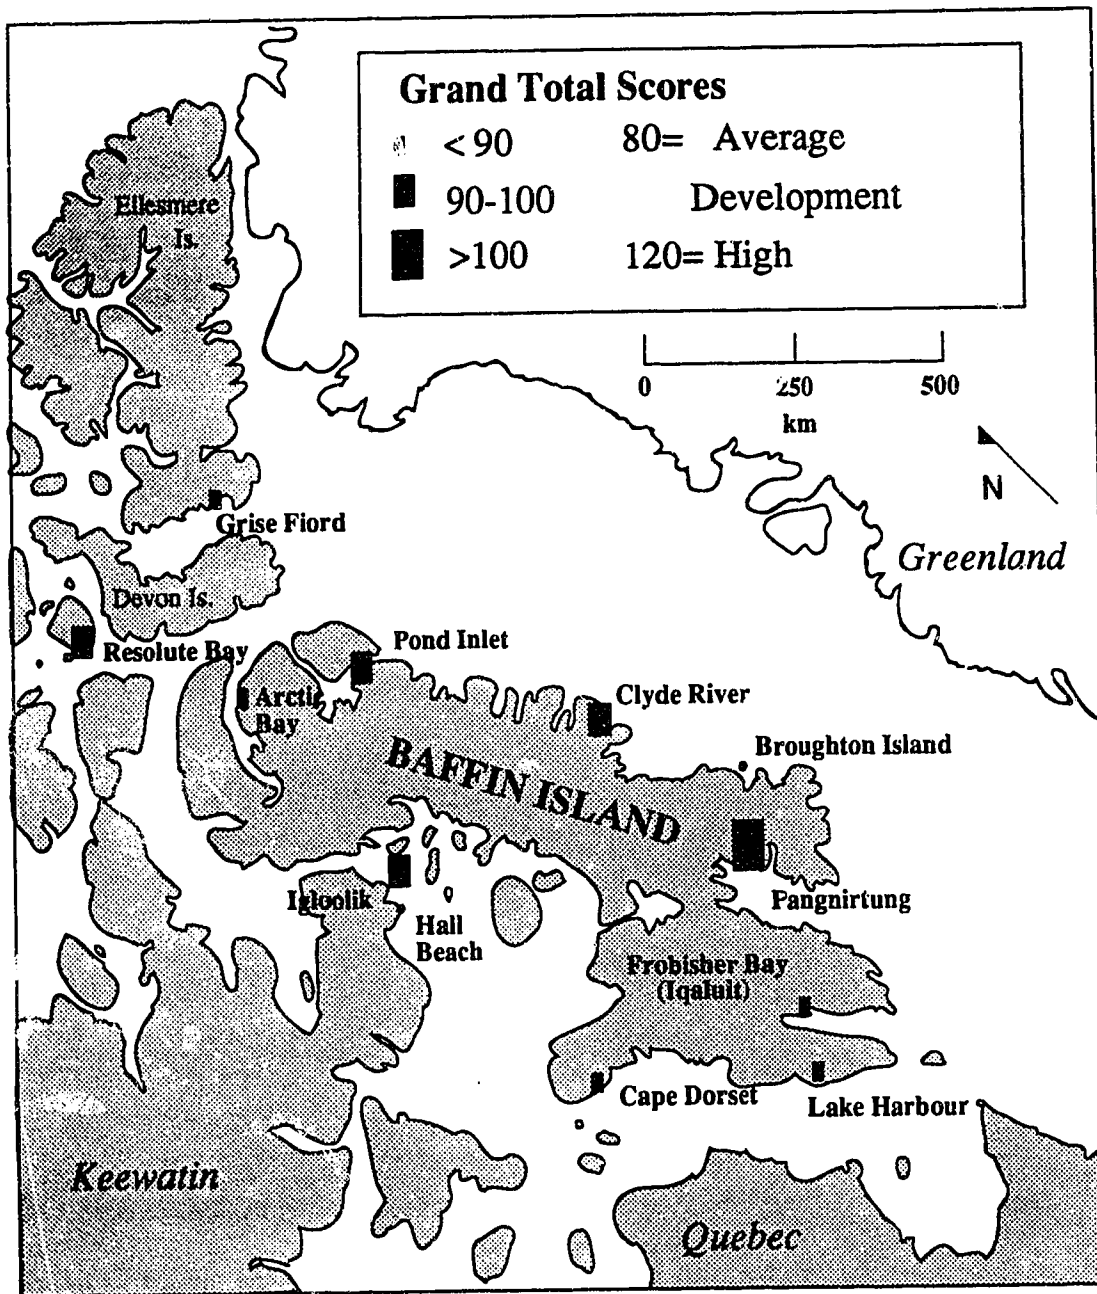 Grand Total Scores
< 90 80= Average
90-100 Development
>100 120= High
0 250 500
km
N
Ellesmere
Is.
Grise Fiord
Greenland
Devon Is.
Resolute Bay
Pond Inlet
Arctic
Bay
Clyde River
Broughton Island
BAFFIN ISLAND
Igloolik
Hall
Beach
Pangnirtung
Frobisher Bay
(Iqaluit)
Cape Dorset
Lake Harbour
Keewatin
Quebec